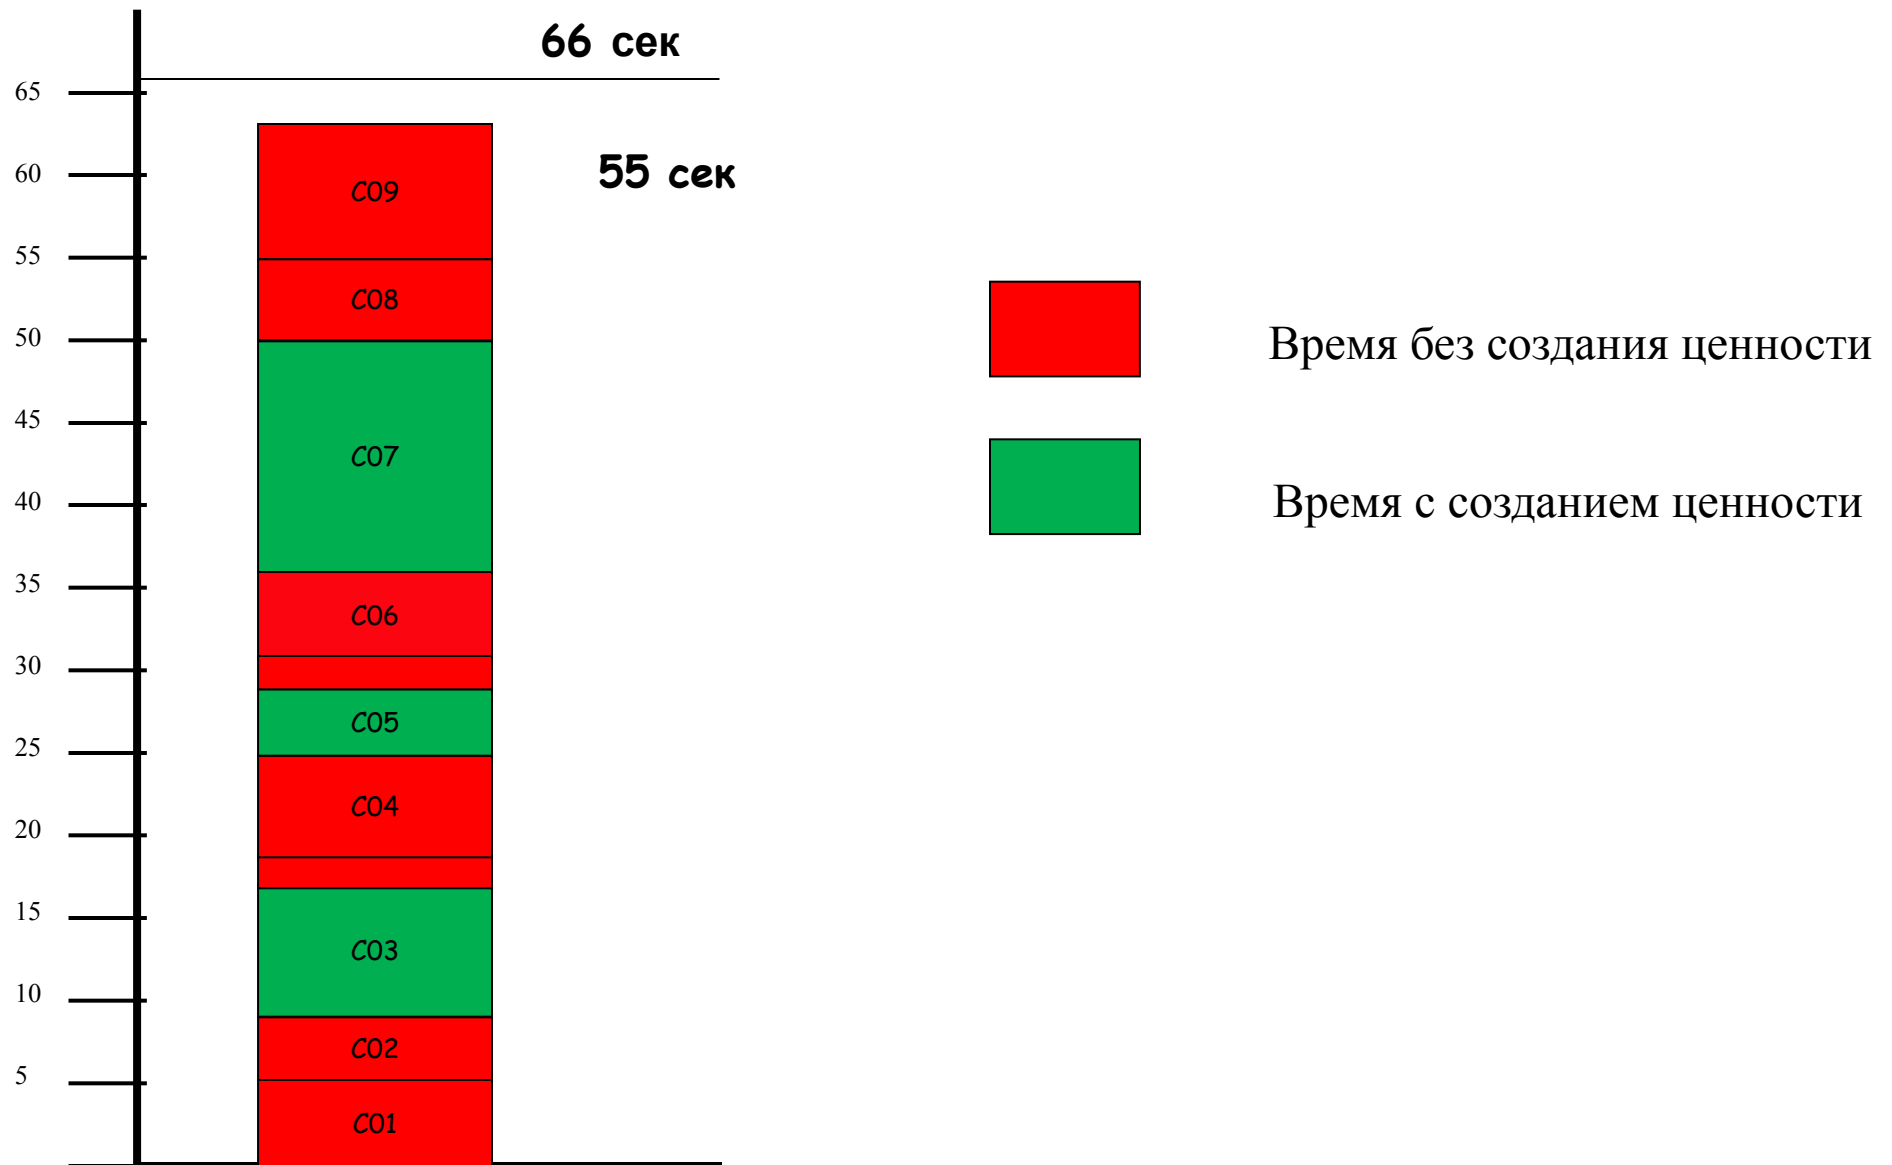 66 сек
65
60
55
50
45
40
35
30
25
20
15
10
5
55 сек
C09
C08
C07
C06
C05
C04
C03
C02
C01
Время без создания ценности
Время с созданием ценности